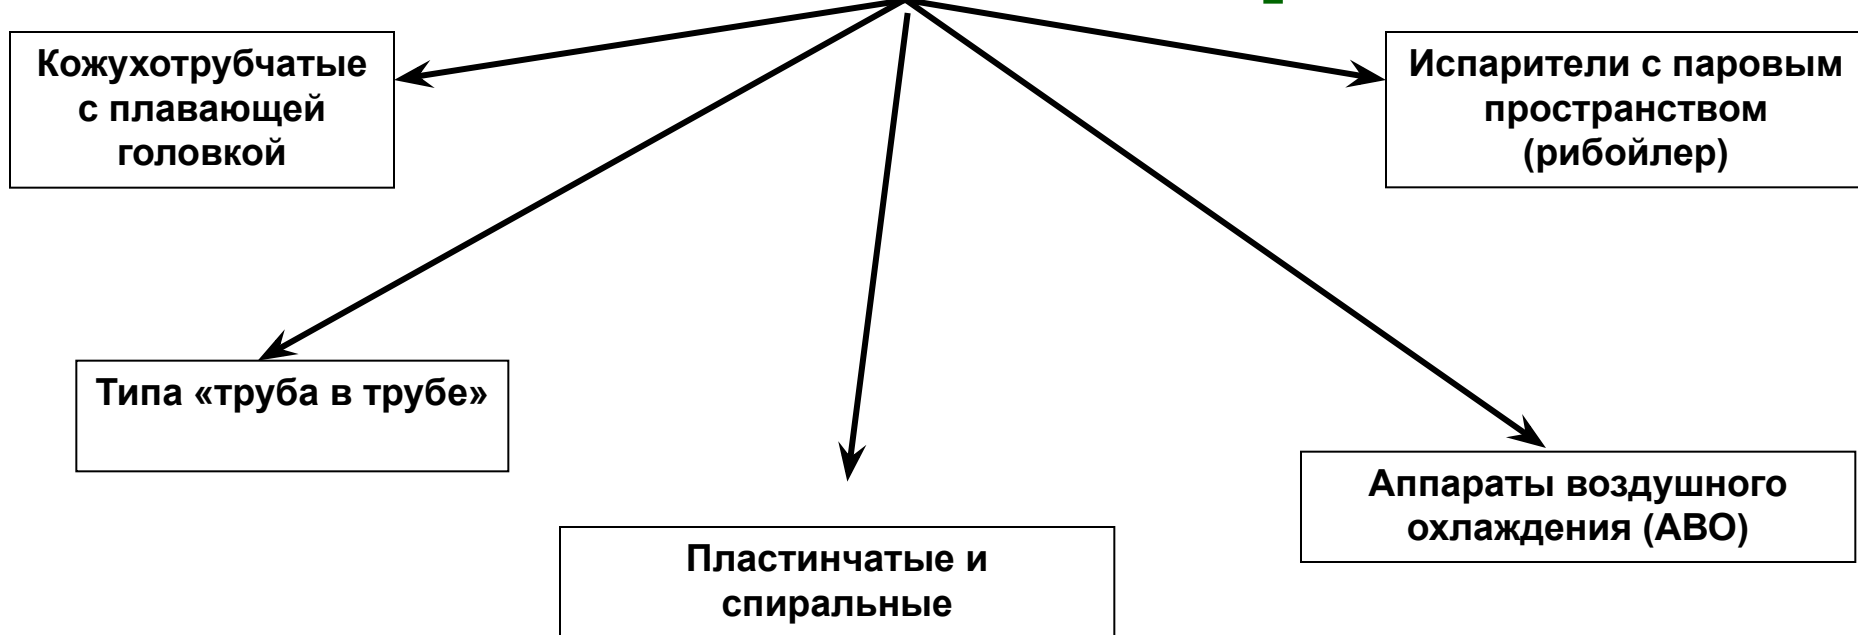 Кожухотрубчатые
с плавающей
головкой
Испарители с паровым
пространством
(рибойлер)
Типа «труба в трубе»
Аппараты воздушного
охлаждения (АВО)
Пластинчатые и
спиральные